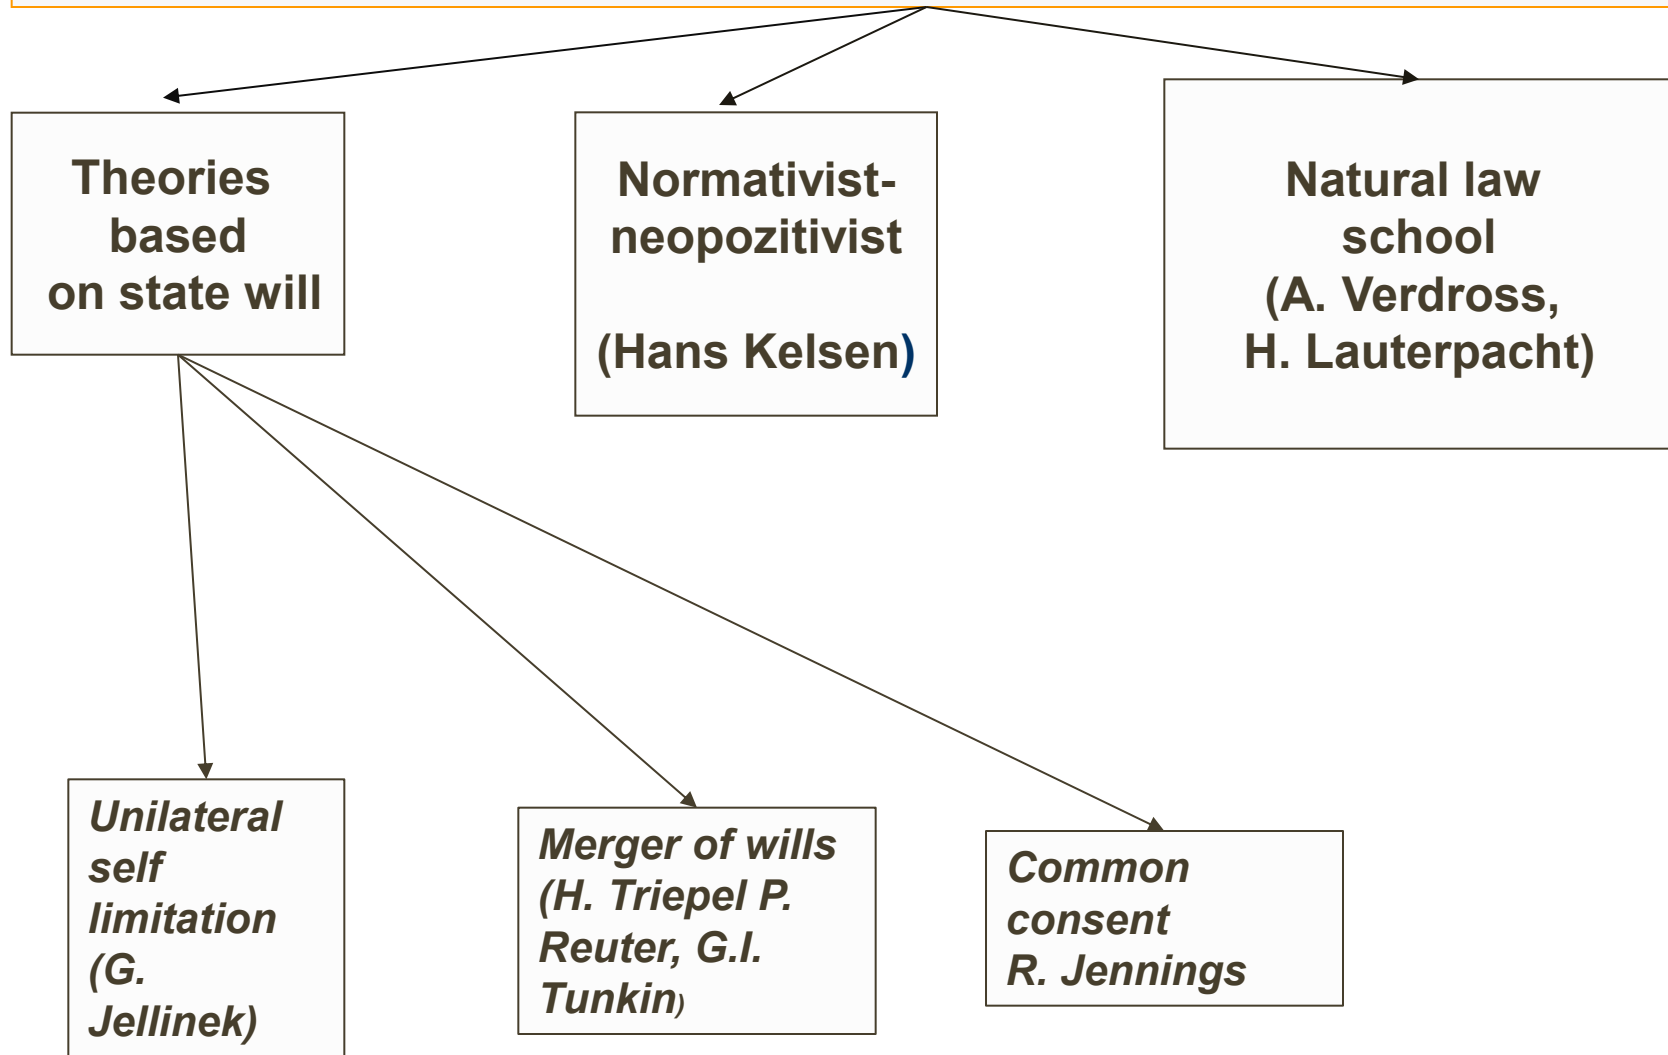 Theories
based
on state will
Normativist-
neopozitivist
(Hans Kelsen)
Natural law
school
(A. Verdross,
H. Lauterpacht)
Unilateral
self
limitation
(G.
Jellinek)
Merger of wills
(H. Triepel P.
Reuter, G.I.
Tunkin)
Common
consent
R. Jennings